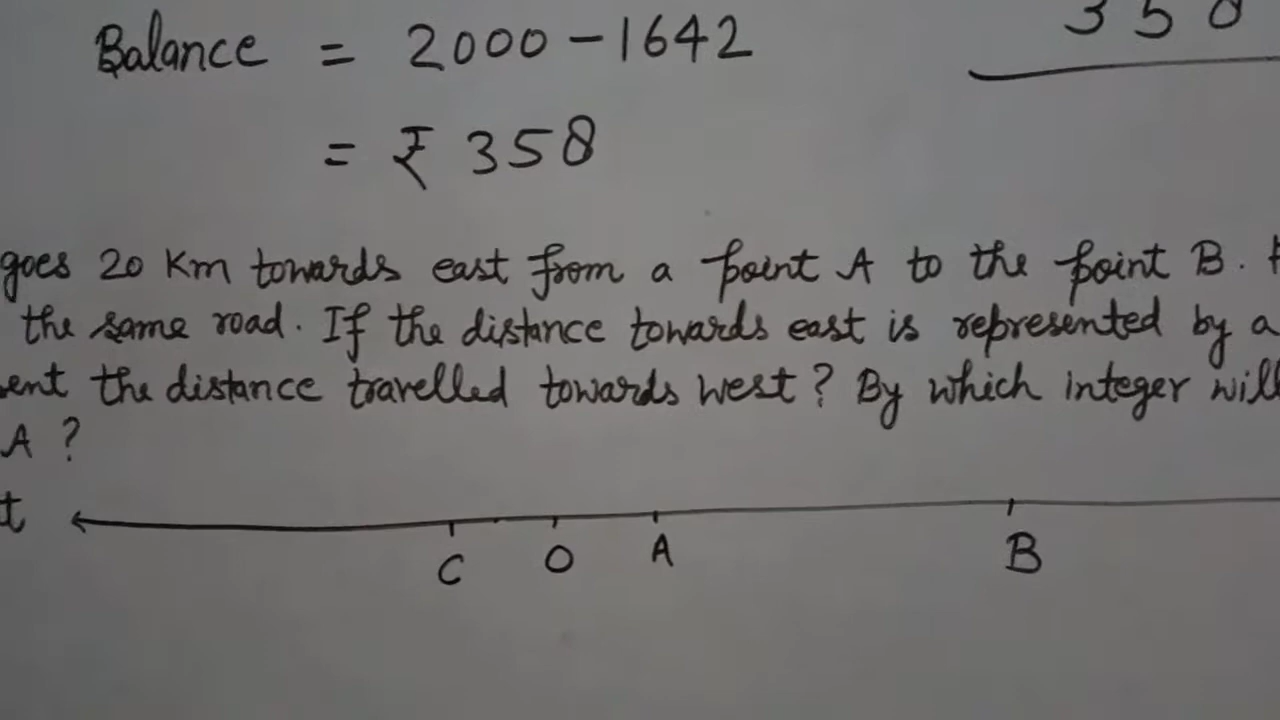 Balance = 2000 - 1642
358
= ₹ 358
goes 20 Km towards east from a point A to the point B.
the same road. If the distance towards east is represented by a
the distance travelled towards west? By which integer will
A ?
C O A B